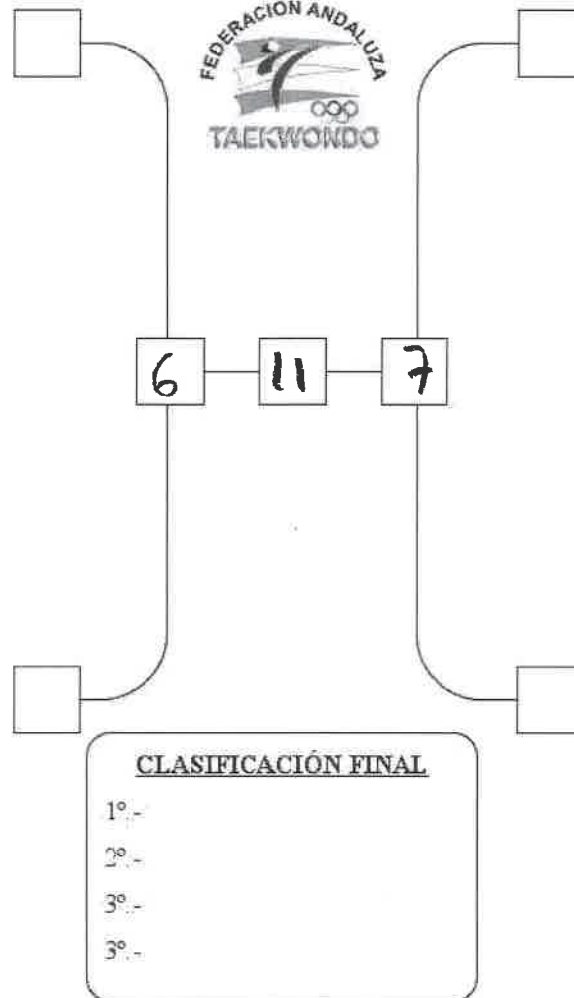 FEDERACION ANDALUZA
TAEKWONDO
6 11 7
CLASIFICACIÓN FINAL
1º.-
2º.-
3º.-
3º.-